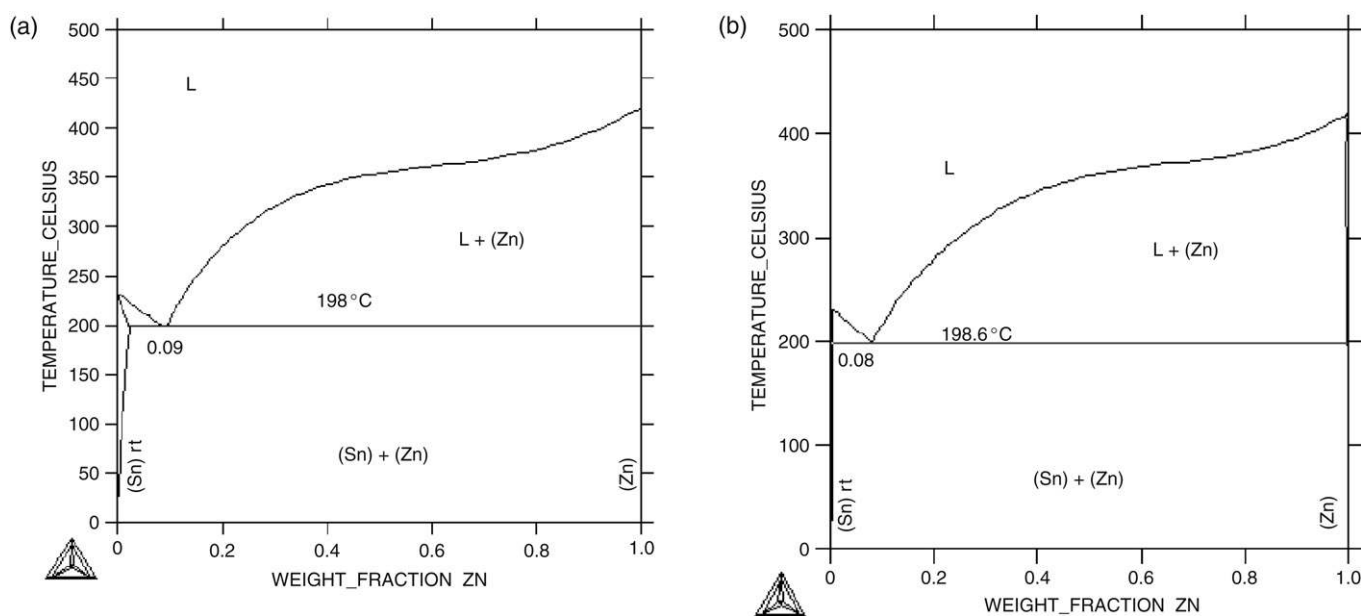 (a)
500
450
400
350
300
250
200
150
100
50
0
TEMPERATURE_CELSIUS
L
L + (Zn)
198°C
0.09
(Sn) + (Zn)
(Sn) rt
(Zn)
0
0.2
0.4
0.6
0.8
1.0
WEIGHT_FRACTION ZN
(b)
500
400
300
200
100
0
TEMPERATURE_CELSIUS
L
L + (Zn)
198.6°C
0.08
(Sn) + (Zn)
(Sn) rt
(Zn)
0
0.2
0.4
0.6
0.8
1.0
WEIGHT_FRACTION ZN